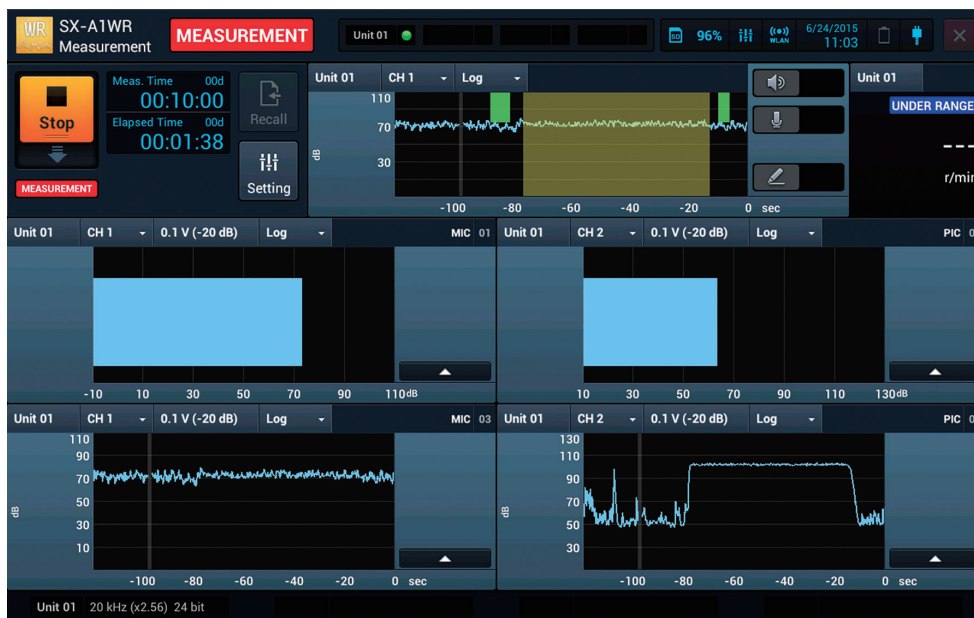 WR SX-A1WR
Measurement
MEASUREMENT
Unit 01
SD 96% WLAN 6/24/2015
11:03
Stop
MEASUREMENT
Meas. Time 00d
00:10:00
Elapsed Time 00d
00:01:38
Recall
Setting
Unit 01 CH 1 Log
110
70
30
dB
-100 -80 -60 -40 -20 0 sec
Unit 01
UNDER RANGE
---
r/min
Unit 01 CH 1 0.1 V (-20 dB) Log MIC 01
-10 10 30 50 70 90 110dB
Unit 01 CH 2 0.1 V (-20 dB) Log PIC
10 30 50 70 90 110 130dB
Unit 01 CH 1 0.1 V (-20 dB) Log MIC 03
110
90
70
50
30
10
dB
-100 -80 -60 -40 -20 0 sec
Unit 01 CH 2 0.1 V (-20 dB) Log PIC
130
110
90
70
50
30
dB
-100 -80 -60 -40 -20 0 sec
Unit 01 20 kHz (x2.56) 24 bit